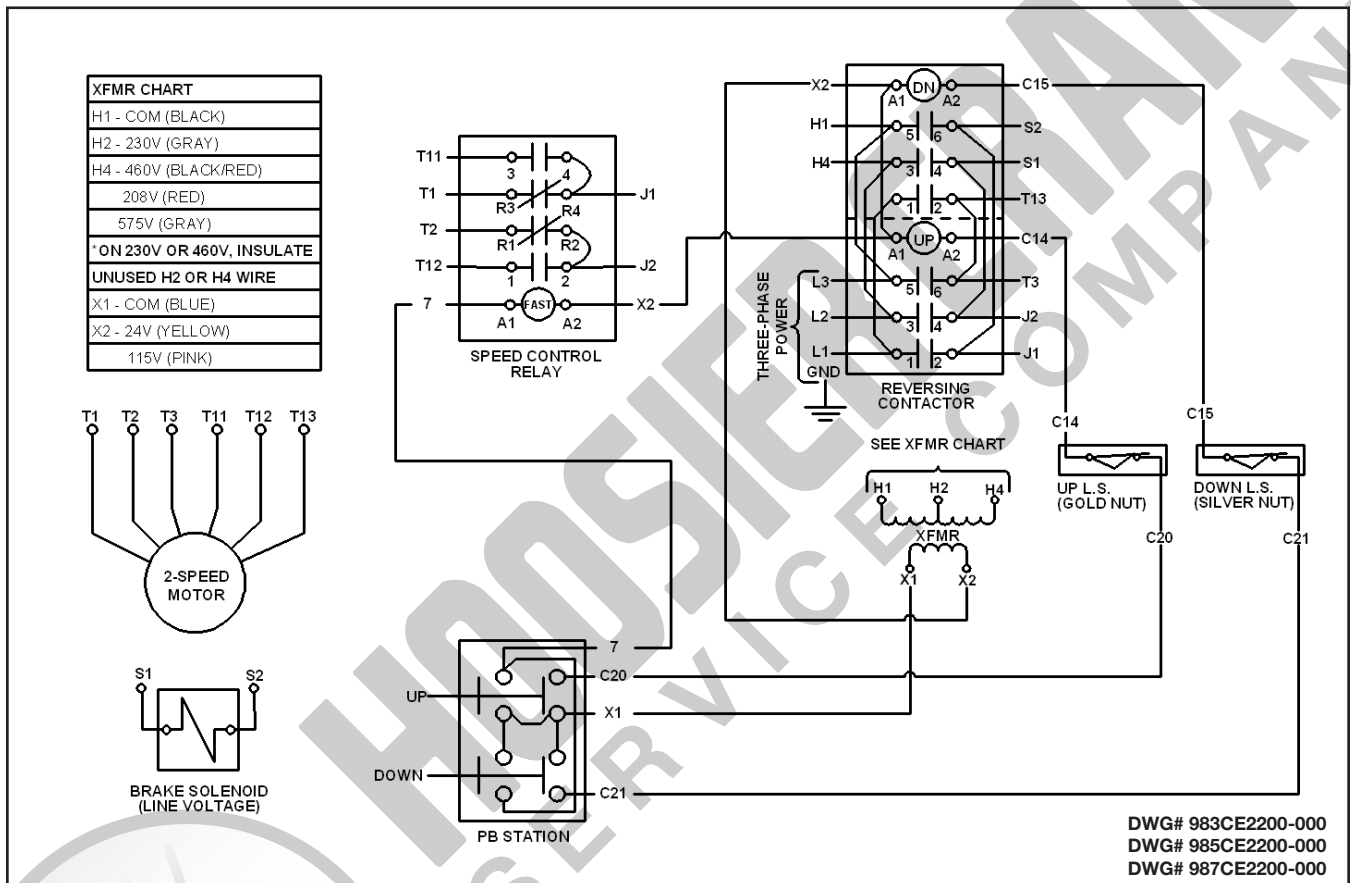 XFMR CHART
H1 - COM (BLACK)
H2 - 230V (GRAY)
H4 - 460V (BLACK/RED)
208V (RED)
575V (GRAY)
*ON 230V OR 460V, INSULATE
UNUSED H2 OR H4 WIRE
X1 - COM (BLUE)
X2 - 24V (YELLOW)
115V (PINK)
T11
3 4
T1
R3 R4
J1
T2
R1 R2
T12
1 2
J2
7
A1 FAST A2
X2
SPEED CONTROL
RELAY
X2
A1 DN A2
C15
H1
5 6
S2
H4
3 4
S1
1 2
T13
A1 UP A2
C14
THREE-PHASE
POWER
L3
5 6
T3
L2
3 4
J2
L1
1 2
J1
GND
REVERSING
CONTACTOR
T1 T2 T3 T11 T12 T13
2-SPEED
MOTOR
C14
C15
UP L.S.
(GOLD NUT)
DOWN L.S.
(SILVER NUT)
C20
C21
SEE XFMR CHART
H1 H2 H4
XFMR
X1 X2
S1 S2
BRAKE SOLENOID
(LINE VOLTAGE)
7
C20
UP
X1
DOWN
C21
PB STATION
DWG# 983CE2200-000
DWG# 985CE2200-000
DWG# 987CE2200-000
HOOSIER CRANE
SERVICE COMPAN